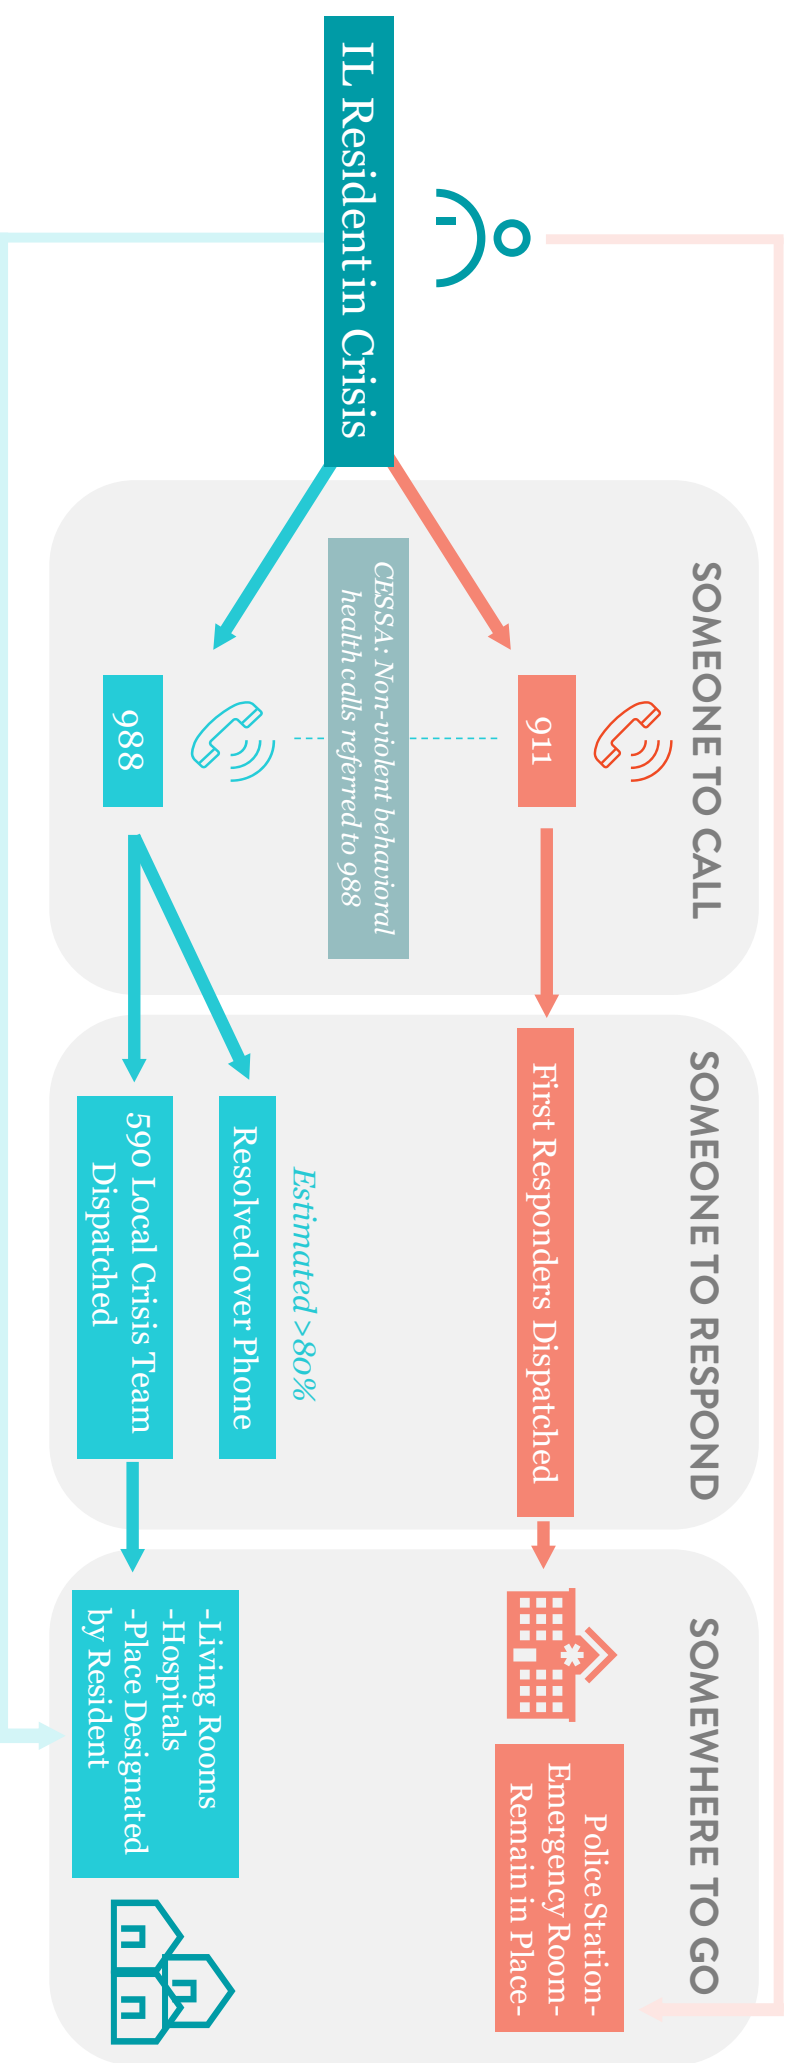 IL Resident in Crisis
SOMEONE TO CALL
911
CESSA: Non-violent behavioral
health calls referred to 988
988
SOMEONE TO RESPOND
First Responders Dispatched
Estimated >80%
Resolved over Phone
590 Local Crisis Team
Dispatched
SOMEWHERE TO GO
Police Station-
Emergency Room-
Remain in Place-
-Living Rooms
-Hospitals
-Place Designated
by Resident